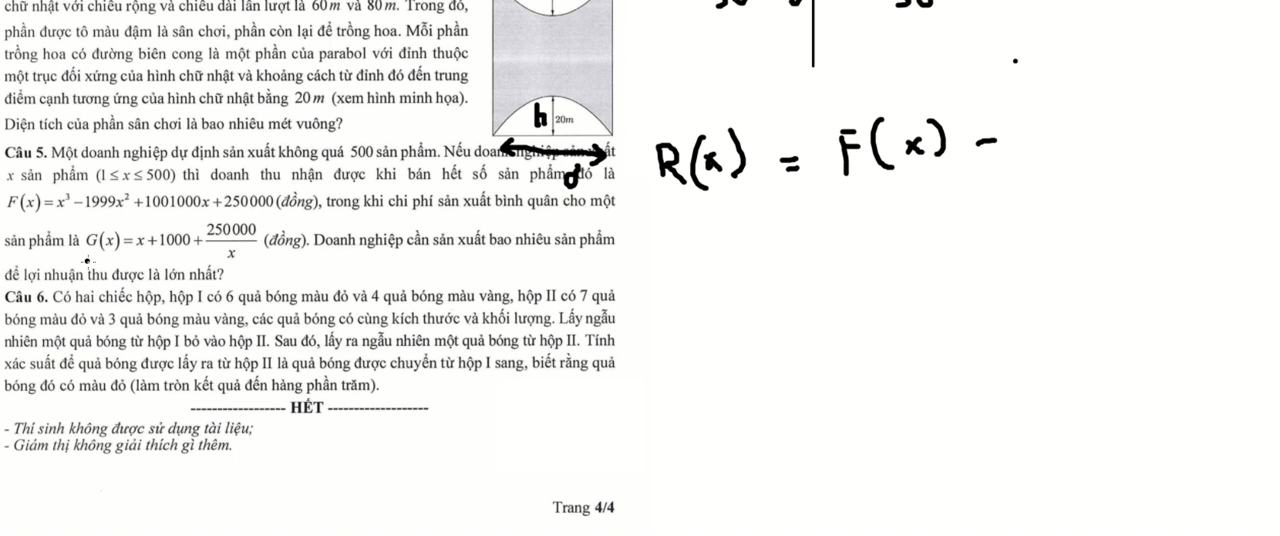 chữ nhật với chiều rộng và chiều dài lần lượt là 60m và 80m. Trong đó,
phần được tô màu đậm là sân chơi, phần còn lại để trồng hoa. Mỗi phần
trồng hoa có đường biên cong là một phần của parabol với đỉnh thuộc
một trục đối xứng của hình chữ nhật và khoảng cách từ đỉnh đó đến trung
điểm cạnh tương ứng của hình chữ nhật bằng 20m (xem hình minh họa).
Diện tích của phần sân chơi là bao nhiêu mét vuông?
h 20m
d
Câu 5. Một doanh nghiệp dự định sản xuất không quá 500 sản phẩm. Nếu doanh nghiệp sản xuất
x sản phẩm (1 ≤ x ≤ 500) thì doanh thu nhận được khi bán hết số sản phẩm đó là
F(x) = x³ − 1999x² + 1001000x + 250000 (đồng), trong khi chi phí sản xuất bình quân cho một
sản phẩm là G(x) = x + 1000 + 250000/x (đồng). Doanh nghiệp cần sản xuất bao nhiêu sản phẩm
để lợi nhuận thu được là lớn nhất?
Câu 6. Có hai chiếc hộp, hộp I có 6 quả bóng màu đỏ và 4 quả bóng màu vàng, hộp II có 7 quả
bóng màu đỏ và 3 quả bóng màu vàng, các quả bóng có cùng kích thước và khối lượng. Lấy ngẫu
nhiên một quả bóng từ hộp I bỏ vào hộp II. Sau đó, lấy ra ngẫu nhiên một quả bóng từ hộp II. Tính
xác suất để quả bóng được lấy ra từ hộp II là quả bóng được chuyển từ hộp I sang, biết rằng quả
bóng đó có màu đỏ (làm tròn kết quả đến hàng phần trăm).
------------------- HẾT -------------------
- Thí sinh không được sử dụng tài liệu;
- Giám thị không giải thích gì thêm.
Trang 4/4
R(x) = F(x) −